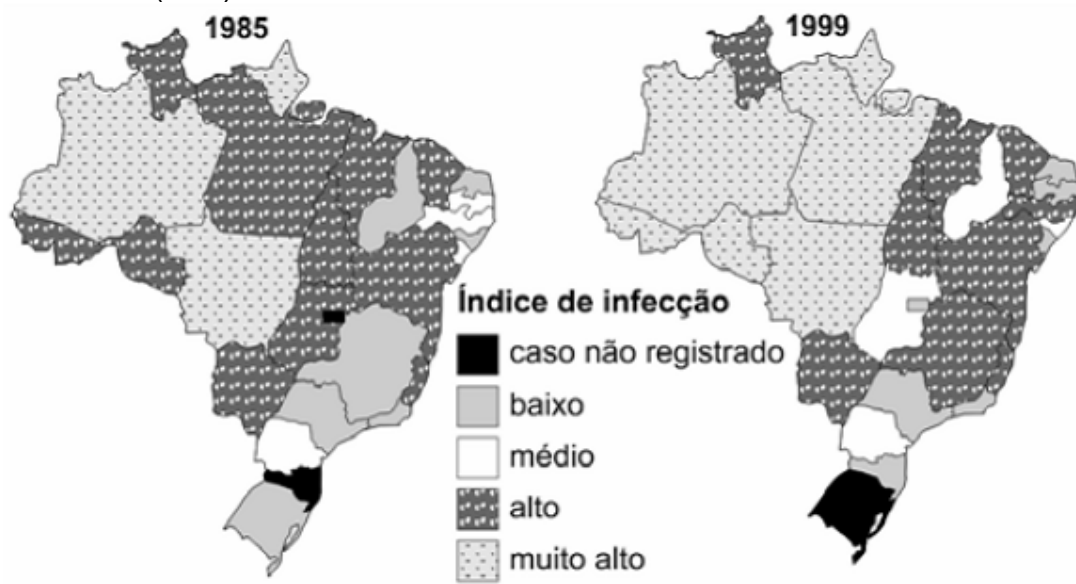 1985
1999
Índice de infecção
caso não registrado
baixo
médio
alto
muito alto